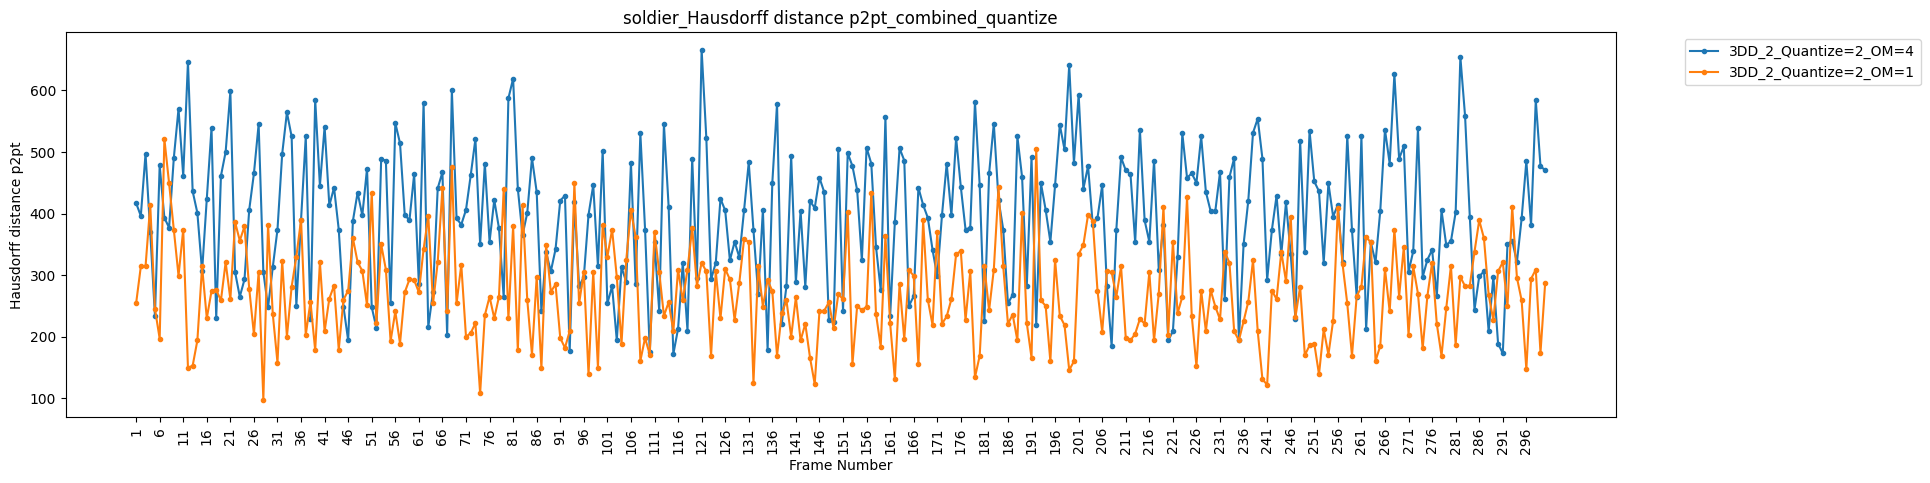 soldier_Hausdorff distance p2pt_combined_quantize
3DD_2_Quantize=2_OM=4
3DD_2_Quantize=2_OM=1
Hausdorff distance p2pt
600
500
400
300
200
100
1 6 11 16 21 26 31 36 41 46 51 56 61 66 71 76 81 86 91 96 101 106 111 116 121 126 131 136 141 146 151 156 161 166 171 176 181 186 191 196 201 206 211 216 221 226 231 236 241 246 251 256 261 266 271 276 281 286 291 296
Frame Number